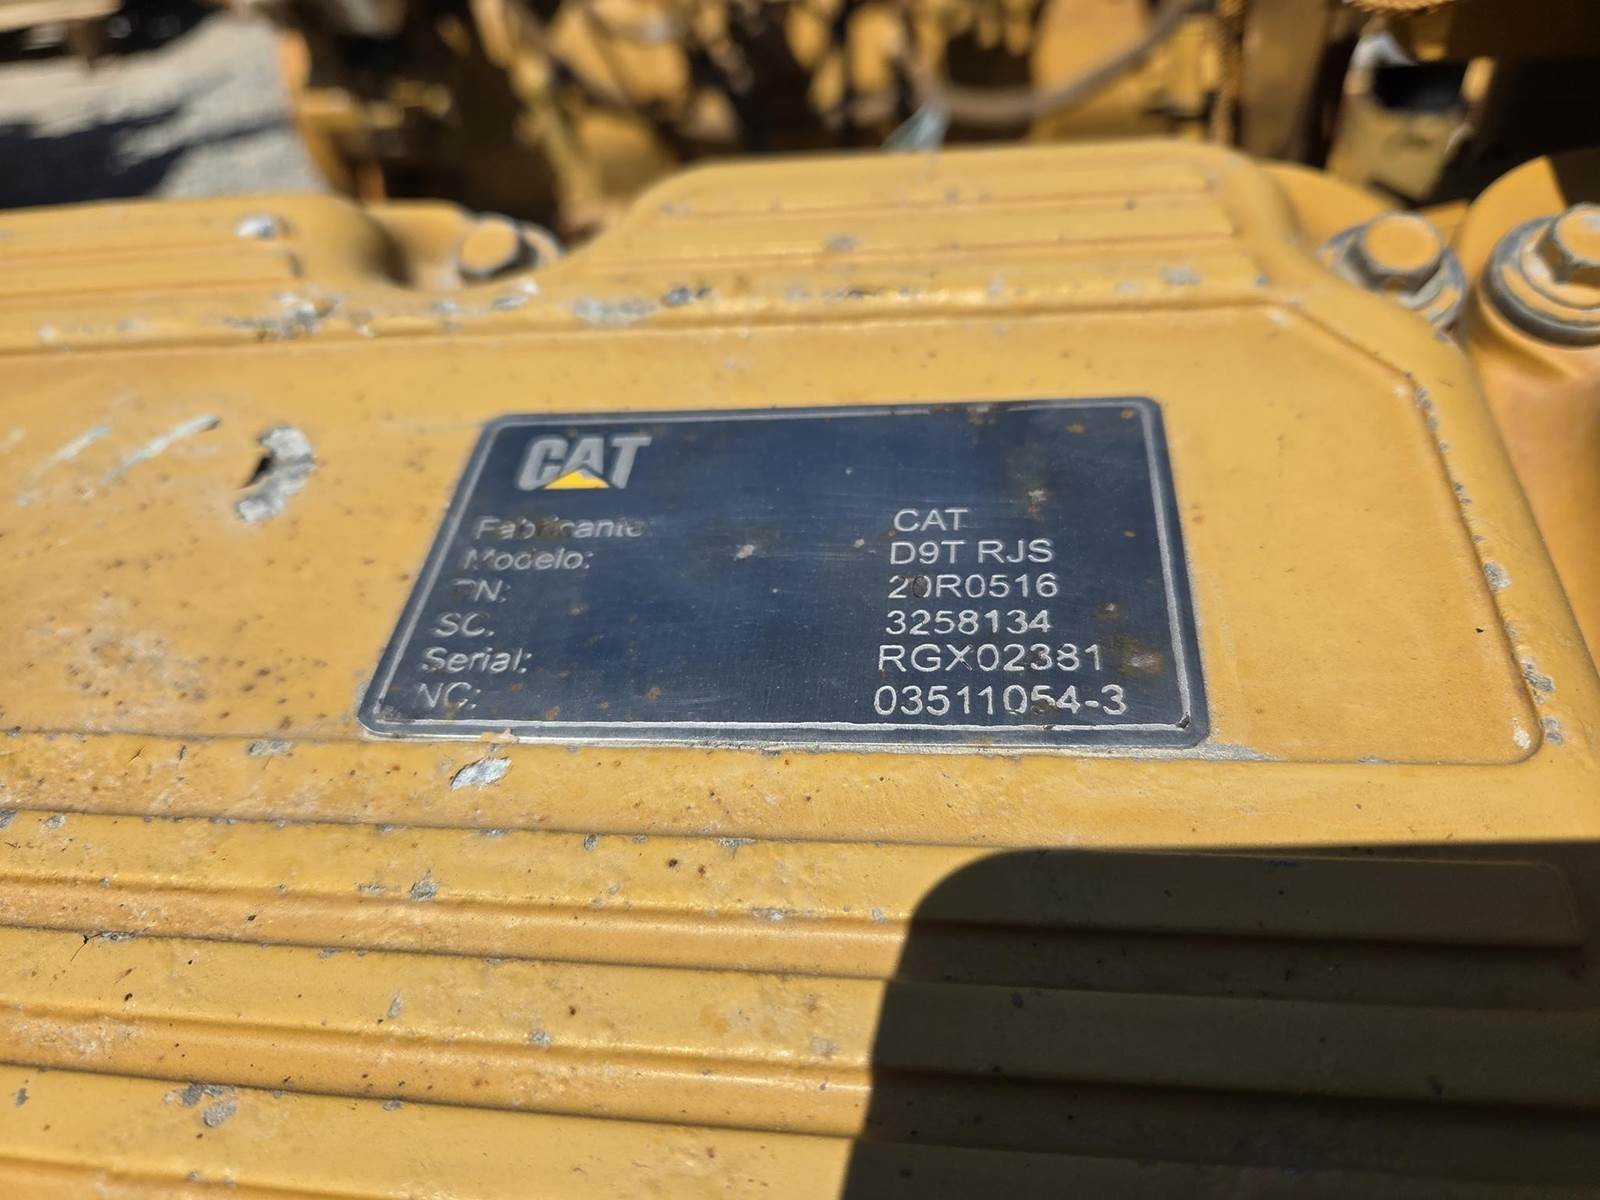 CAT
Fabricante: CAT
Modelo: D9T RJS
PN: 20R0516
SC: 3258134
Serial: RGX02381
NC: 03511054-3